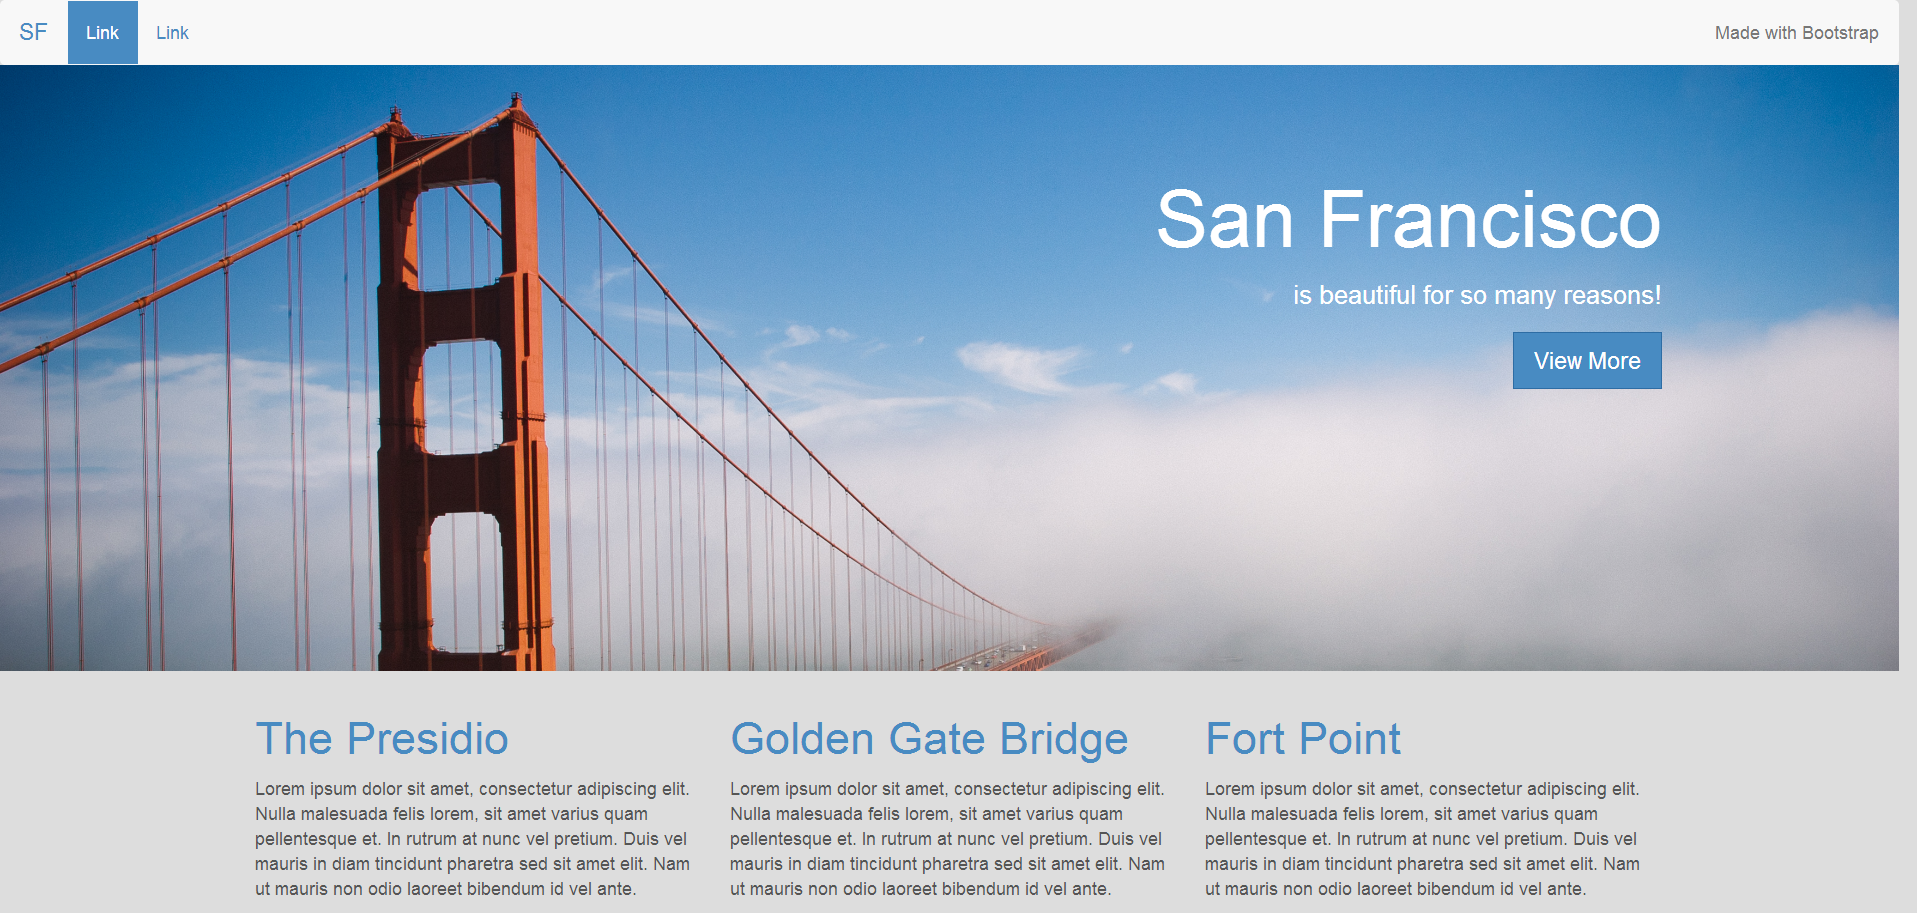 SF Link Link Made with Bootstrap
San Francisco
is beautiful for so many reasons!
View More
The Presidio
Lorem ipsum dolor sit amet, consectetur adipiscing elit.
Nulla malesuada felis lorem, sit amet varius quam
pellentesque et. In rutrum at nunc vel pretium. Duis vel
mauris in diam tincidunt pharetra sed sit amet elit. Nam
ut mauris non odio laoreet bibendum id vel ante.
Golden Gate Bridge
Lorem ipsum dolor sit amet, consectetur adipiscing elit.
Nulla malesuada felis lorem, sit amet varius quam
pellentesque et. In rutrum at nunc vel pretium. Duis vel
mauris in diam tincidunt pharetra sed sit amet elit. Nam
ut mauris non odio laoreet bibendum id vel ante.
Fort Point
Lorem ipsum dolor sit amet, consectetur adipiscing elit.
Nulla malesuada felis lorem, sit amet varius quam
pellentesque et. In rutrum at nunc vel pretium. Duis vel
mauris in diam tincidunt pharetra sed sit amet elit. Nam
ut mauris non odio laoreet bibendum id vel ante.